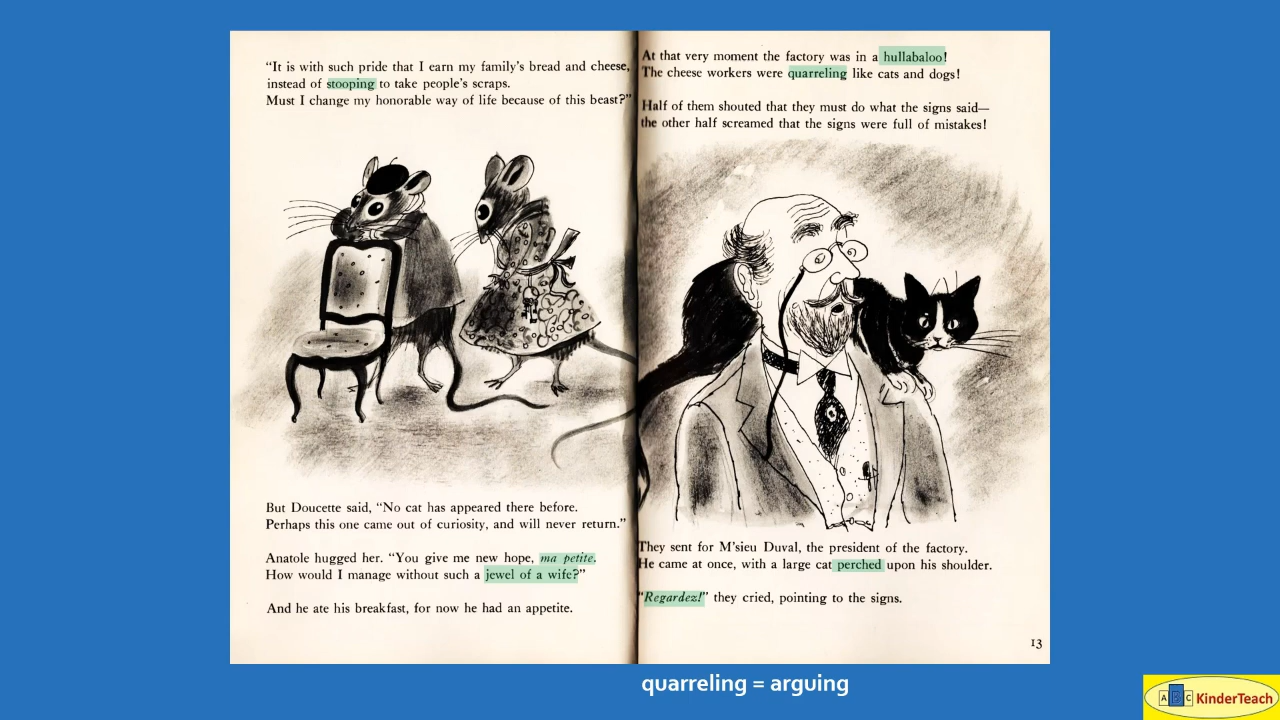 “It is with such pride that I earn my family’s bread and cheese,
instead of stooping to take people’s scraps.
Must I change my honorable way of life because of this beast?”
But Doucette said, “No cat has appeared there before.
Perhaps this one came out of curiosity, and will never return.”
Anatole hugged her. “You give me new hope, ma petite.
How would I manage without such a jewel of a wife?”
And he ate his breakfast, for now he had an appetite.
At that very moment the factory was in a hullabaloo!
The cheese workers were quarreling like cats and dogs!
Half of them shouted that they must do what the signs said—
the other half screamed that the signs were full of mistakes!
They sent for M’sieu Duval, the president of the factory.
He came at once, with a large cat perched upon his shoulder.
“Regardez!” they cried, pointing to the signs.
13
quarreling = arguing
ABC KinderTeach